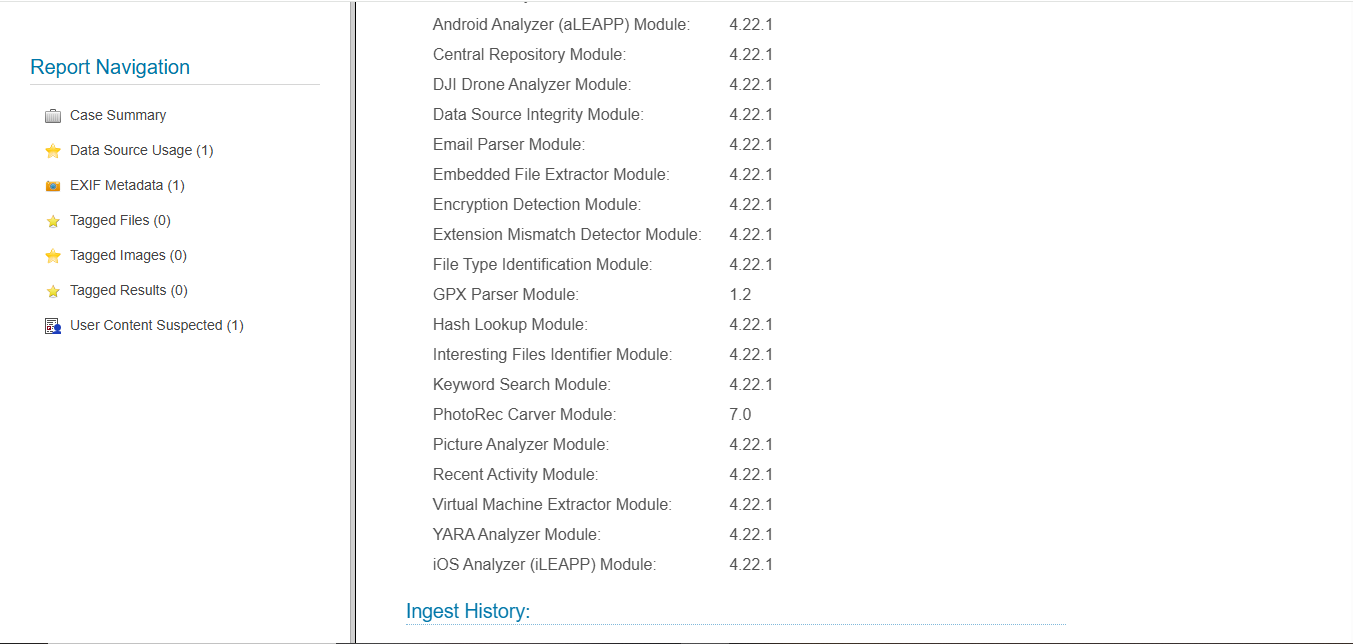 Report Navigation
Case Summary
Data Source Usage (1)
EXIF Metadata (1)
Tagged Files (0)
Tagged Images (0)
Tagged Results (0)
User Content Suspected (1)
Android Analyzer (aLEAPP) Module: 4.22.1
Central Repository Module: 4.22.1
DJI Drone Analyzer Module: 4.22.1
Data Source Integrity Module: 4.22.1
Email Parser Module: 4.22.1
Embedded File Extractor Module: 4.22.1
Encryption Detection Module: 4.22.1
Extension Mismatch Detector Module: 4.22.1
File Type Identification Module: 4.22.1
GPX Parser Module: 1.2
Hash Lookup Module: 4.22.1
Interesting Files Identifier Module: 4.22.1
Keyword Search Module: 4.22.1
PhotoRec Carver Module: 7.0
Picture Analyzer Module: 4.22.1
Recent Activity Module: 4.22.1
Virtual Machine Extractor Module: 4.22.1
YARA Analyzer Module: 4.22.1
iOS Analyzer (iLEAPP) Module: 4.22.1
Ingest History: